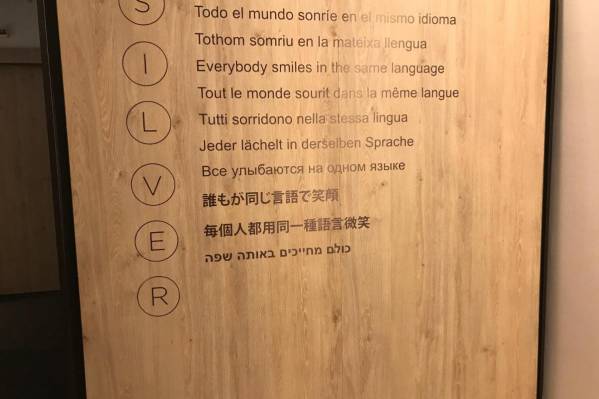 S
I
L
V
E
R
Todo el mundo sonríe en el mismo idioma
Tothom somriu en la mateixa llengua
Everybody smiles in the same language
Tout le monde sourit dans la même langue
Tutti sorridono nella stessa lingua
Jeder lächelt in derselben Sprache
Все улыбаются на одном языке
誰もが同じ言語で笑顔
每個人都用同一種語言微笑
כולם מחייכים באותה שפה